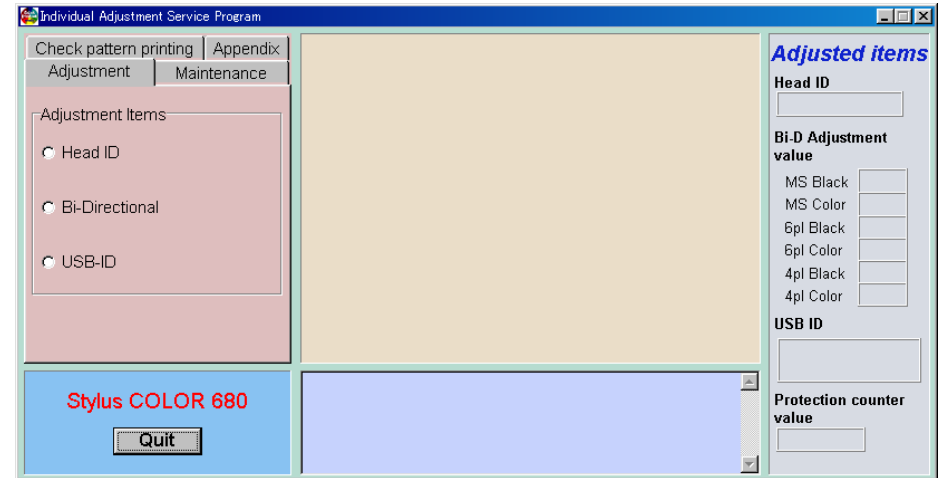 Individual Adjustment Service Program
Check pattern printing
Appendix
Adjustment
Maintenance
Adjustment Items
Head ID
Bi-Directional
USB-ID
Stylus COLOR 680
Quit
Adjusted items
Head ID
Bi-D Adjustment
value
MS Black
MS Color
6pl Black
6pl Color
4pl Black
4pl Color
USB ID
Protection counter
value